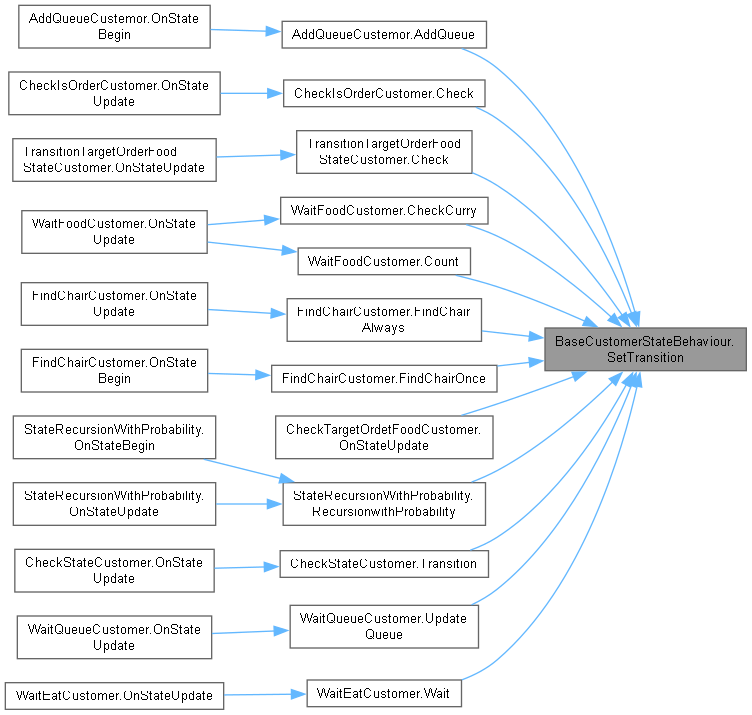 AddQueueCustemor.OnState
Begin
AddQueueCustemor.AddQueue
CheckIsOrderCustomer.OnState
Update
CheckIsOrderCustomer.Check
TransitionTargetOrderFood
StateCustomer.OnStateUpdate
TransitionTargetOrderFood
StateCustomer.Check
WaitFoodCustomer.OnState
Update
WaitFoodCustomer.CheckCurry
WaitFoodCustomer.Count
FindChairCustomer.OnState
Update
FindChairCustomer.FindChair
Always
BaseCustomerStateBehaviour.
SetTransition
FindChairCustomer.OnState
Begin
FindChairCustomer.FindChairOnce
CheckTargetOrdetFoodCustomer.
OnStateUpdate
StateRecursionWithProbability.
OnStateBegin
StateRecursionWithProbability.
OnStateUpdate
StateRecursionWithProbability.
RecursionwithProbability
CheckStateCustomer.OnState
Update
CheckStateCustomer.Transition
WaitQueueCustomer.OnState
Update
WaitQueueCustomer.Update
Queue
WaitEatCustomer.OnStateUpdate
WaitEatCustomer.Wait